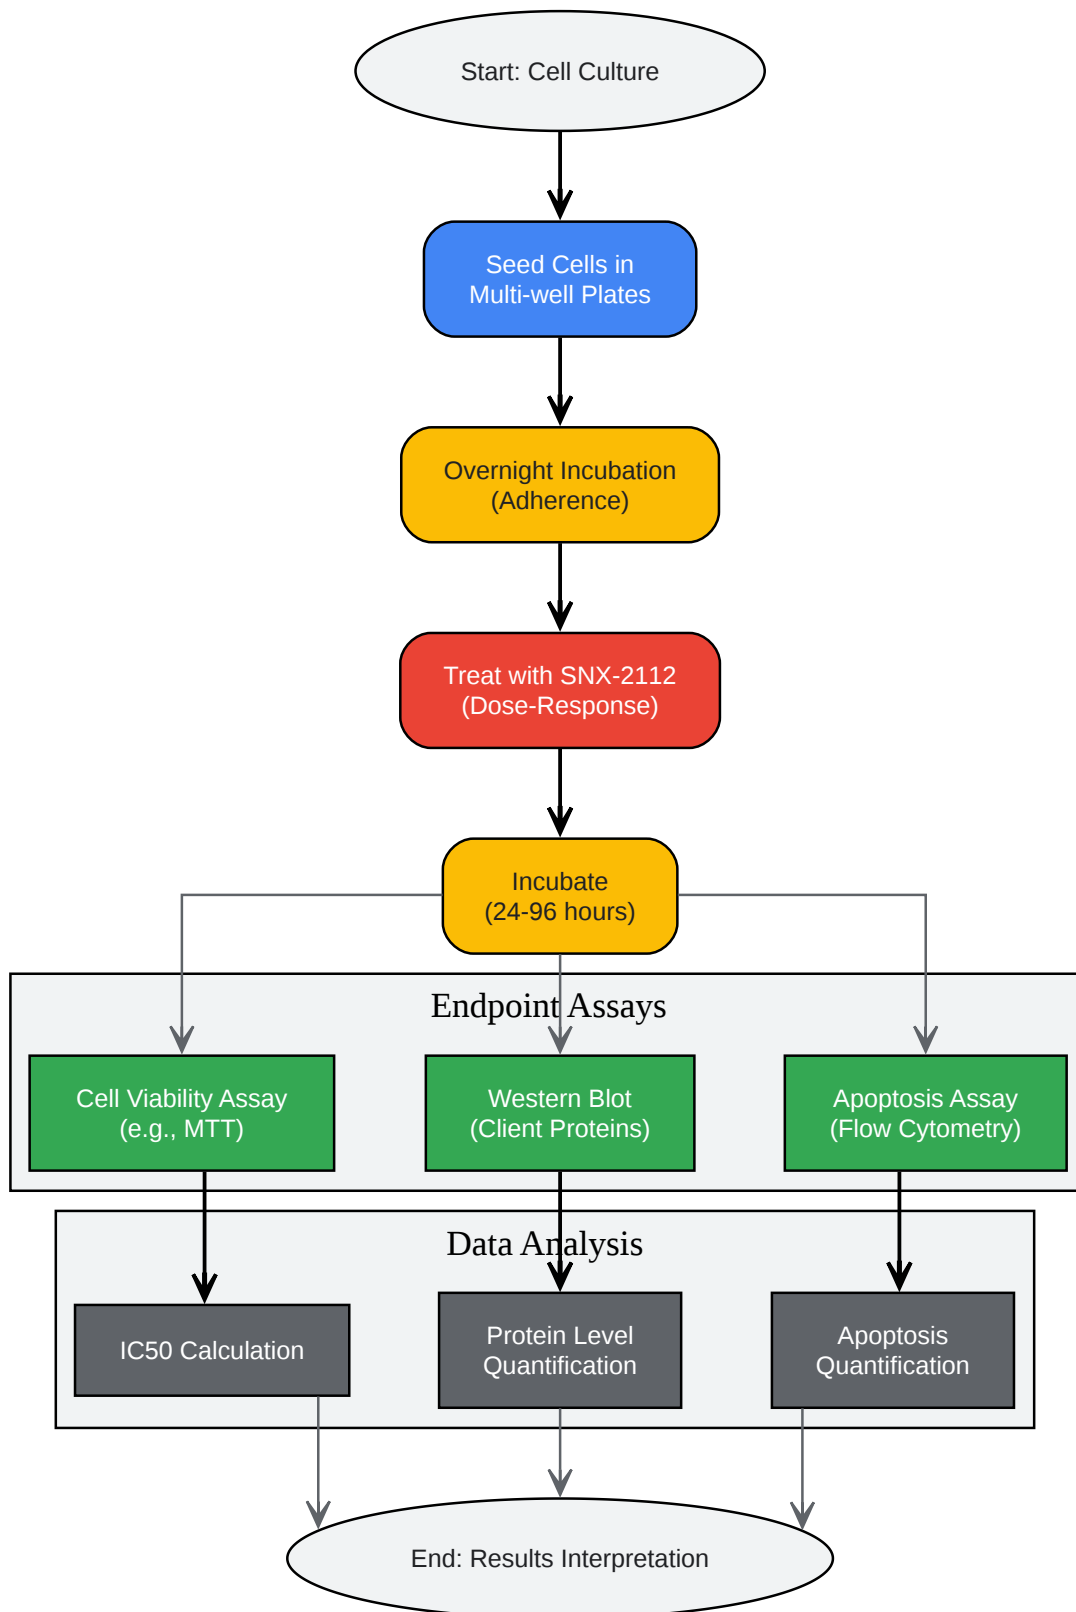 Start: Cell Culture
Seed Cells in
Multi-well Plates
Overnight Incubation
(Adherence)
Treat with SNX-2112
(Dose-Response)
Incubate
(24-96 hours)
Endpoint Assays
Cell Viability Assay
(e.g., MTT)
Western Blot
(Client Proteins)
Apoptosis Assay
(Flow Cytometry)
Data Analysis
IC50 Calculation
Protein Level
Quantification
Apoptosis
Quantification
End: Results Interpretation